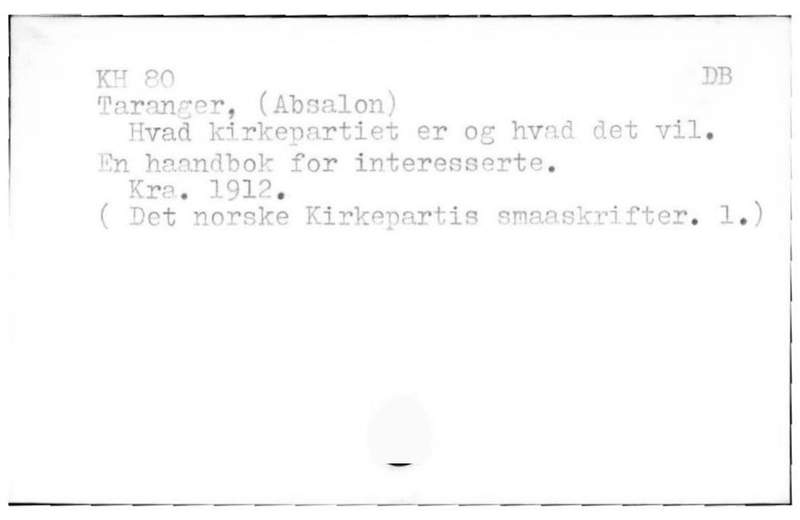 KH 80 DB
Taranger, (Absalon)
Hvad kirkepartiet er og hvad det vil.
En haandbok for interesserte.
Kra. 1912.
( Det norske Kirkepartis smaaskrifter. 1.)